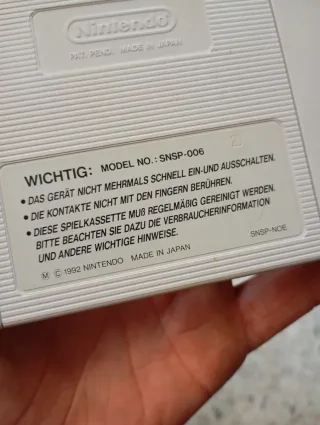 Nintendo
PAT. PEND. MADE IN JAPAN
WICHTIG: MODEL NO.: SNSP-006
• DAS GERÄT NICHT MEHRMALS SCHNELL EIN-UND AUSSCHALTEN.
• DIE KONTAKTE NICHT MIT DEN FINGERN BERÜHREN.
• DIESE SPIELKASSETTE MUß REGELMÄßIG GEREINIGT WERDEN.
BITTE BEACHTEN SIE DAZU DIE VERBRAUCHERINFORMATION
UND ANDERE WICHTIGE HINWEISE.
Ⓜ © 1992 NINTENDO MADE IN JAPAN SNSP-NOE